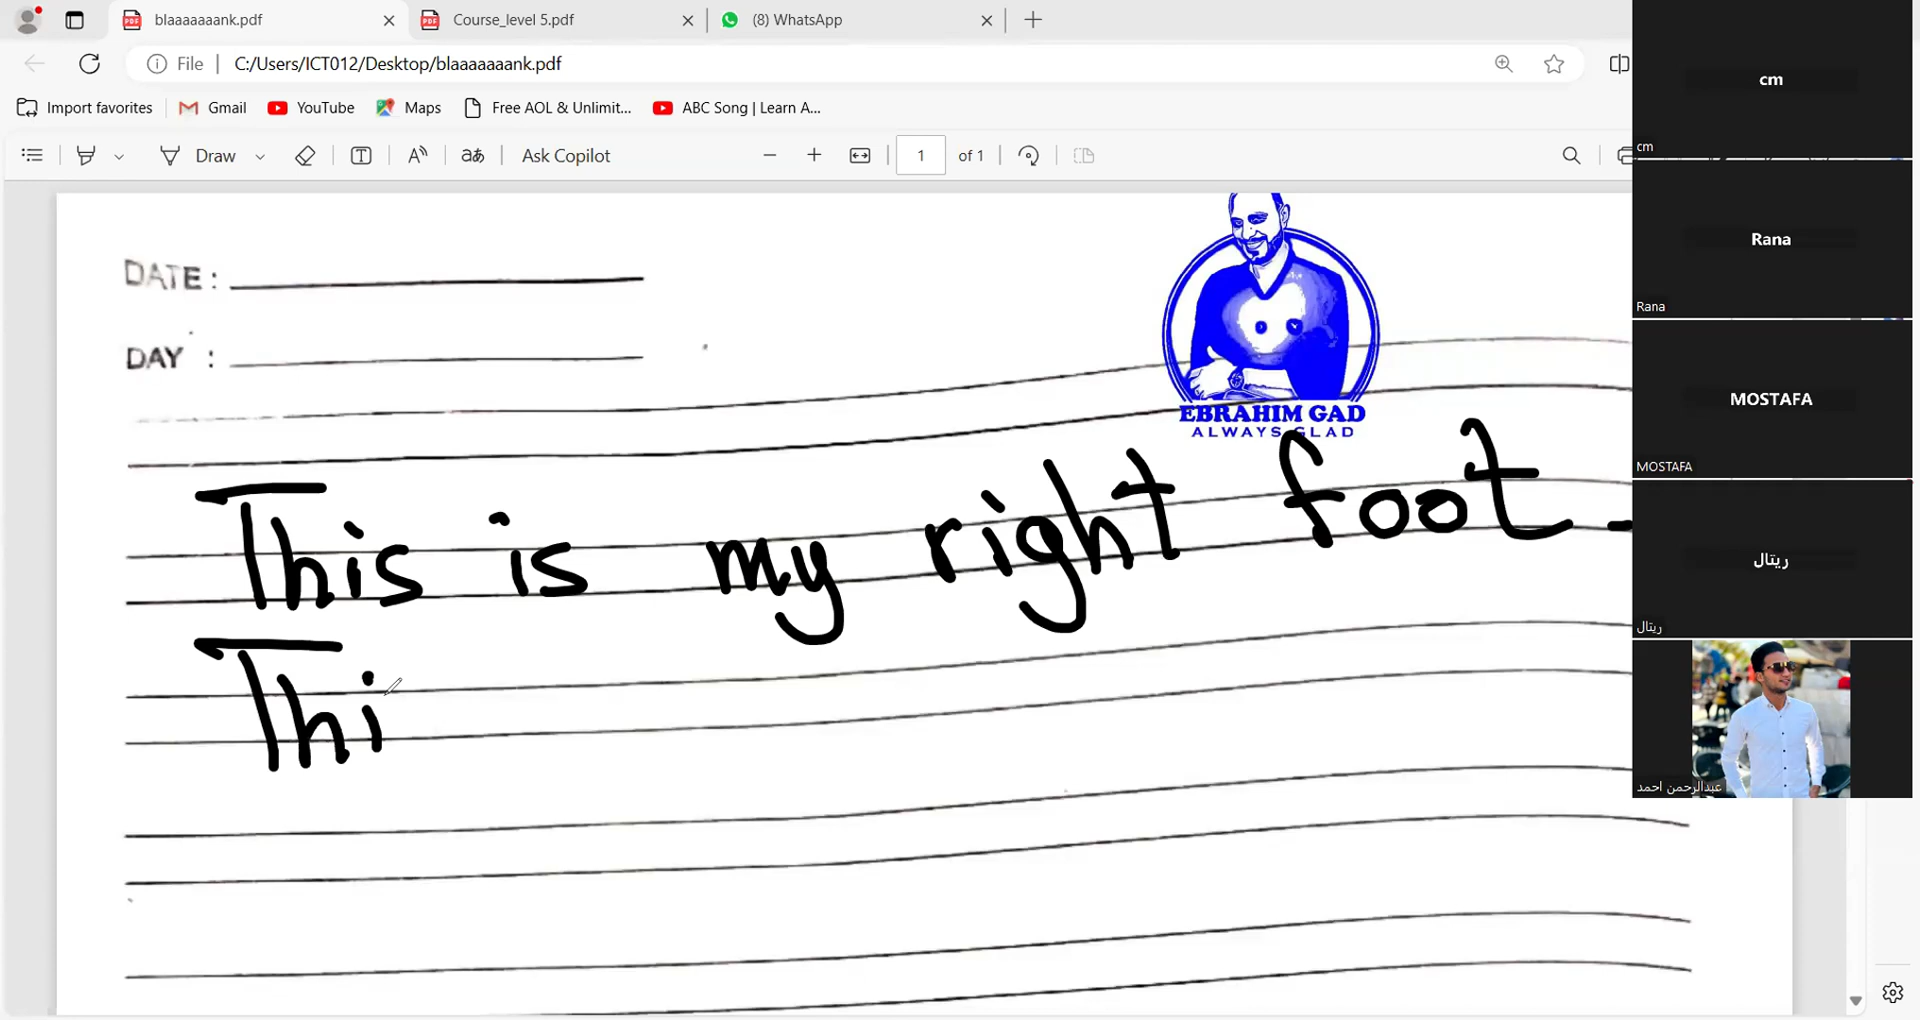 blaaaaaaank.pdf
Course_level 5.pdf
(8) WhatsApp
File
C:/Users/ICT012/Desktop/blaaaaaaank.pdf
Import favorites
Gmail
YouTube
Maps
Free AOL & Unlimit...
ABC Song | Learn A...
Draw
aあ
Ask Copilot
1
of 1
DATE :
DAY :
EBRAHIM GAD
ALWAYS GLAD
This is my right foot.
Thi
cm
cm
Rana
Rana
MOSTAFA
MOSTAFA
ريتال
ريتال
عبدالرحمن احمد